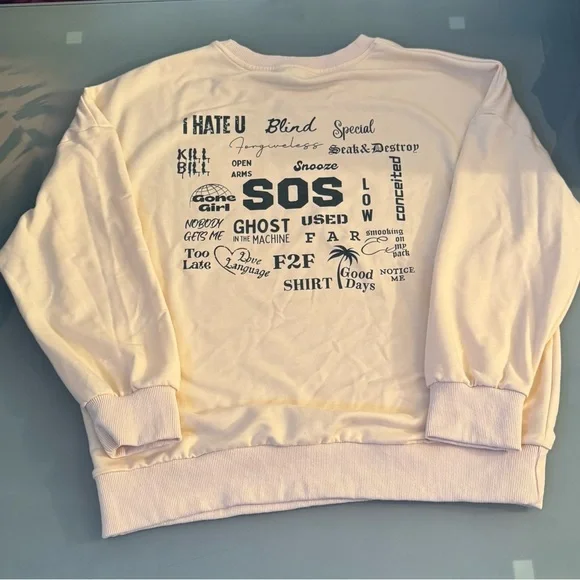 I HATE U
Blind
Special
Forgiveless
Seak & Destroy
KILL
BILL
OPEN
ARMS
Snooze
Gone
Girl
SOS
LOW
conceited
NOBODY
GETS ME
GHOST
IN THE MACHINE
USED
FAR
smooking
on
my
Ex
pack
Too
Late
Love
Language
F2F
SHIRT
Good
Days
NOTICE
ME